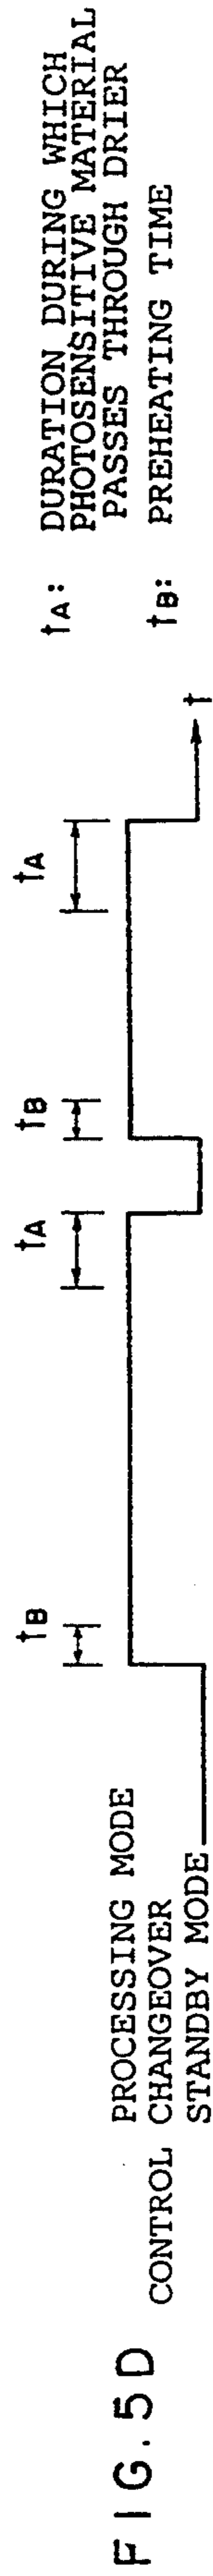 FIG. 5D
PROCESSING MODE
CONTROL CHANGEOVER
STANDBY MODE
tB
tA
tB
tA
t
tA: DURATION DURING WHICH
PHOTOSENSITIVE MATERIAL
PASSES THROUGH DRIER
tB: PREHEATING TIME